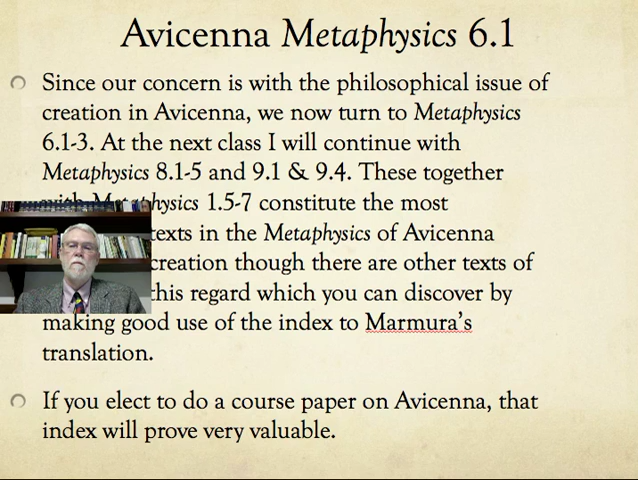 Avicenna Metaphysics 6.1
Since our concern is with the philosophical issue of
creation in Avicenna, we now turn to Metaphysics
6.1-3. At the next class I will continue with
Metaphysics 8.1-5 and 9.1 & 9.4. These together
with Metaphysics 1.5-7 constitute the most
texts in the Metaphysics of Avicenna
creation though there are other texts of
this regard which you can discover by
making good use of the index to Marmura's
translation.
If you elect to do a course paper on Avicenna, that
index will prove very valuable.